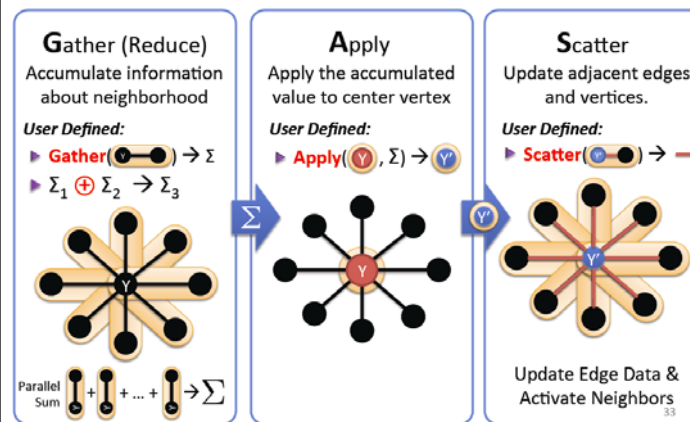 Gather (Reduce)
Accumulate information
about neighborhood
User Defined:
Gather( Y ) → Σ
Σ1 ⊕ Σ2 → Σ3
Y
Parallel
Sum
Y + Y + ... + Y → Σ
Σ
Apply
Apply the accumulated
value to center vertex
User Defined:
Apply( Y , Σ) → Y'
Y
Y'
Scatter
Update adjacent edges
and vertices.
User Defined:
Scatter( Y' ) →
Y'
Update Edge Data &
Activate Neighbors
33